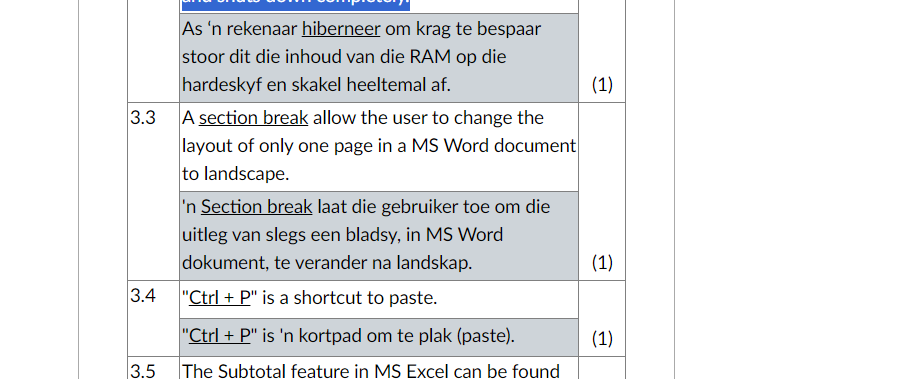 and shuts down completely.
As 'n rekenaar hiberneer om krag te bespaar
stoor dit die inhoud van die RAM op die
hardeskyf en skakel heeltemal af.
(1)
3.3
A section break allow the user to change the
layout of only one page in a MS Word document
to landscape.
'n Section break laat die gebruiker toe om die
uitleg van slegs een bladsy, in MS Word
dokument, te verander na landskap.
(1)
3.4
"Ctrl + P" is a shortcut to paste.
"Ctrl + P" is 'n kortpad om te plak (paste).
(1)
3.5
The Subtotal feature in MS Excel can be found